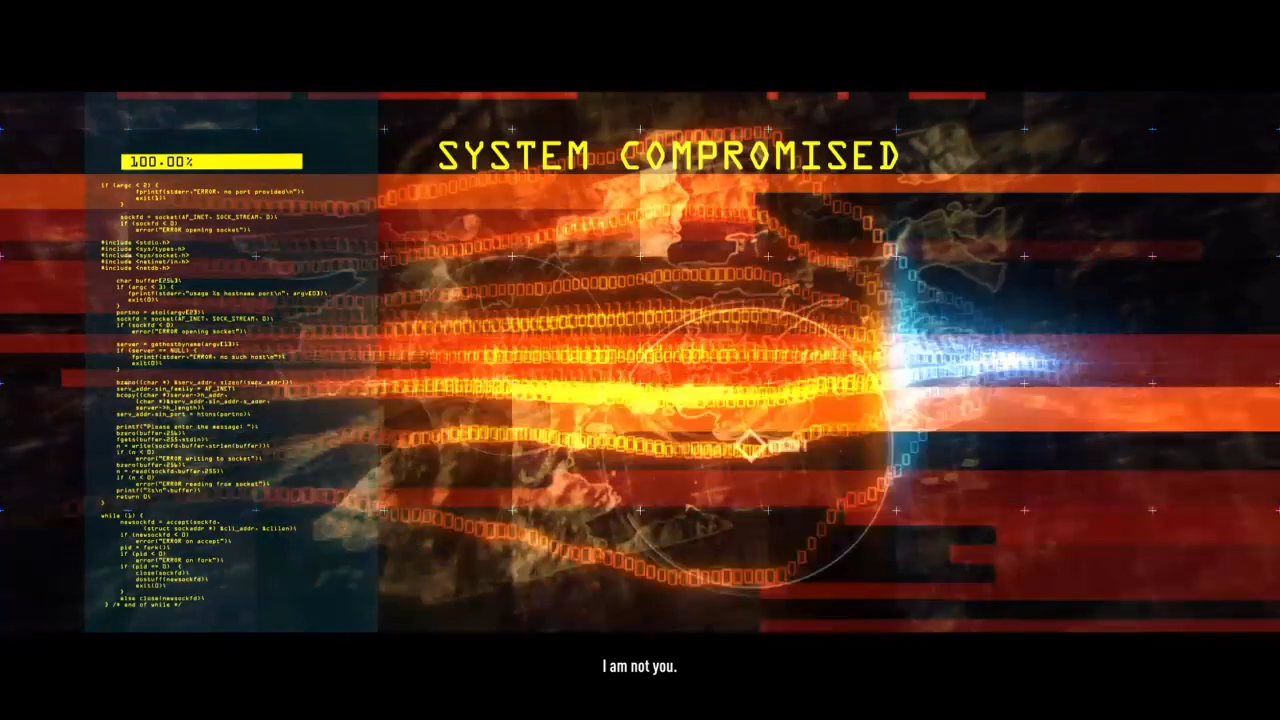 SYSTEM COMPROMISED
100.00%
if (argc < 2) {
fprintf(stderr,"ERROR, no port provided\n");
exit(1);
}
sockfd = socket(AF_INET, SOCK_STREAM, 0);
if (sockfd < 0)
error("ERROR opening socket");
#include <stdio.h>
#include <sys/types.h>
#include <sys/socket.h>
#include <netinet/in.h>
#include <netdb.h>
char buffer[256];
if (argc < 3) {
fprintf(stderr,"usage %s hostname port\n", argv[0]);
exit(0);
}
portno = atoi(argv[2]);
sockfd = socket(AF_INET, SOCK_STREAM, 0);
if (sockfd < 0)
error("ERROR opening socket");
server = gethostbyname(argv[1]);
if (server == NULL) {
fprintf(stderr,"ERROR, no such host\n");
exit(0);
}
bzero((char *) &serv_addr, sizeof(serv_addr));
serv_addr.sin_family = AF_INET;
bcopy((char *)server->h_addr,
(char *)&serv_addr.sin_addr.s_addr,
server->h_length);
serv_addr.sin_port = htons(portno);
printf("Please enter the message: ");
bzero(buffer,256);
fgets(buffer,255,stdin);
n = write(sockfd,buffer,strlen(buffer));
if (n < 0)
error("ERROR writing to socket");
bzero(buffer,256);
n = read(sockfd,buffer,255);
if (n < 0)
error("ERROR reading from socket");
printf("%s\n",buffer);
return 0;
}
while (1) {
newsockfd = accept(sockfd,
(struct sockaddr *) &cli_addr, &clilen);
if (newsockfd < 0)
error("ERROR on accept");
pid = fork();
if (pid < 0)
error("ERROR on fork");
if (pid == 0) {
close(sockfd);
dostuff(newsockfd);
exit(0);
}
else close(newsockfd);
} /* end of while */
I am not you.